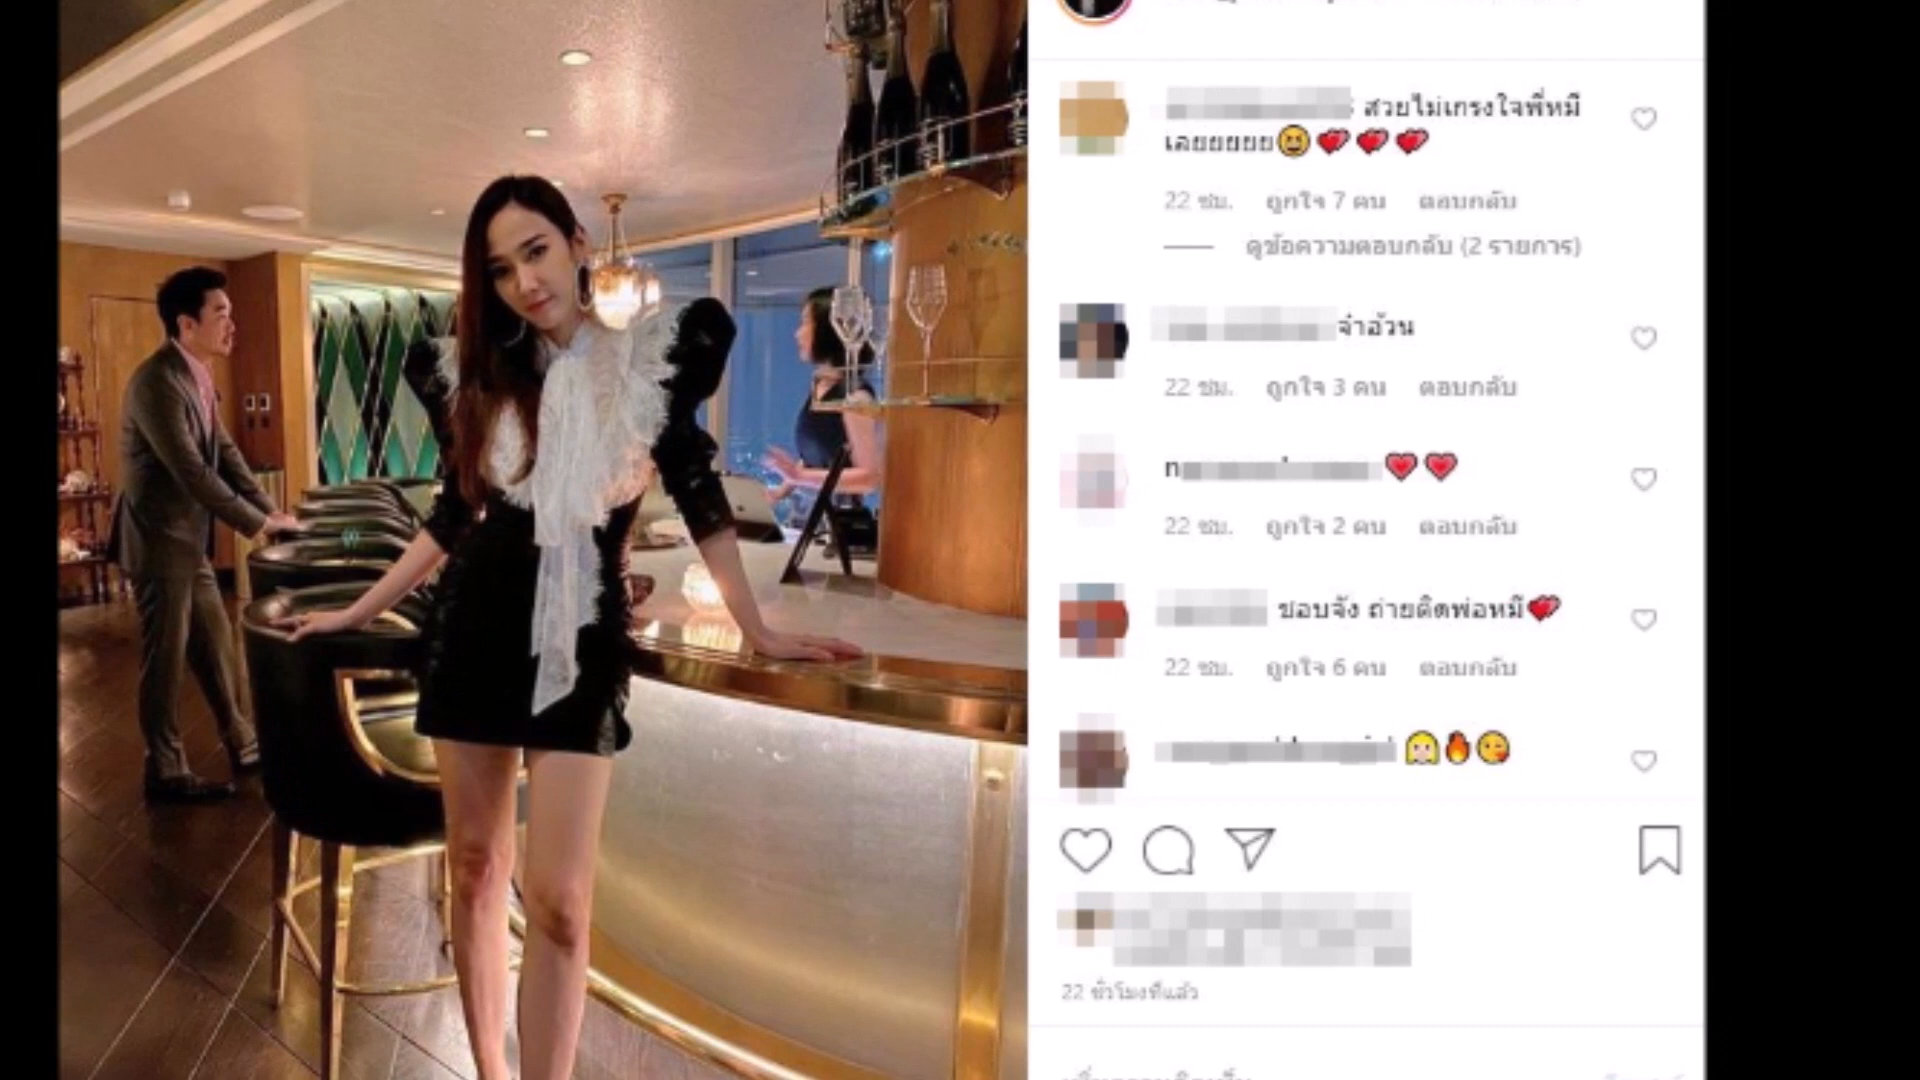 สวยไม่เกรงใจพี่หมี
เลยยยยยย
22 ชม. ถูกใจ 7 คน ตอบกลับ
ดูข้อความตอบกลับ (2 รายการ)
จ๋าอ้วน
22 ชม. ถูกใจ 3 คน ตอบกลับ
22 ชม. ถูกใจ 2 คน ตอบกลับ
ชอบจัง ถ่ายติดพ่อหมี
22 ชม. ถูกใจ 6 คน ตอบกลับ
22 ชั่วโมงที่แล้ว